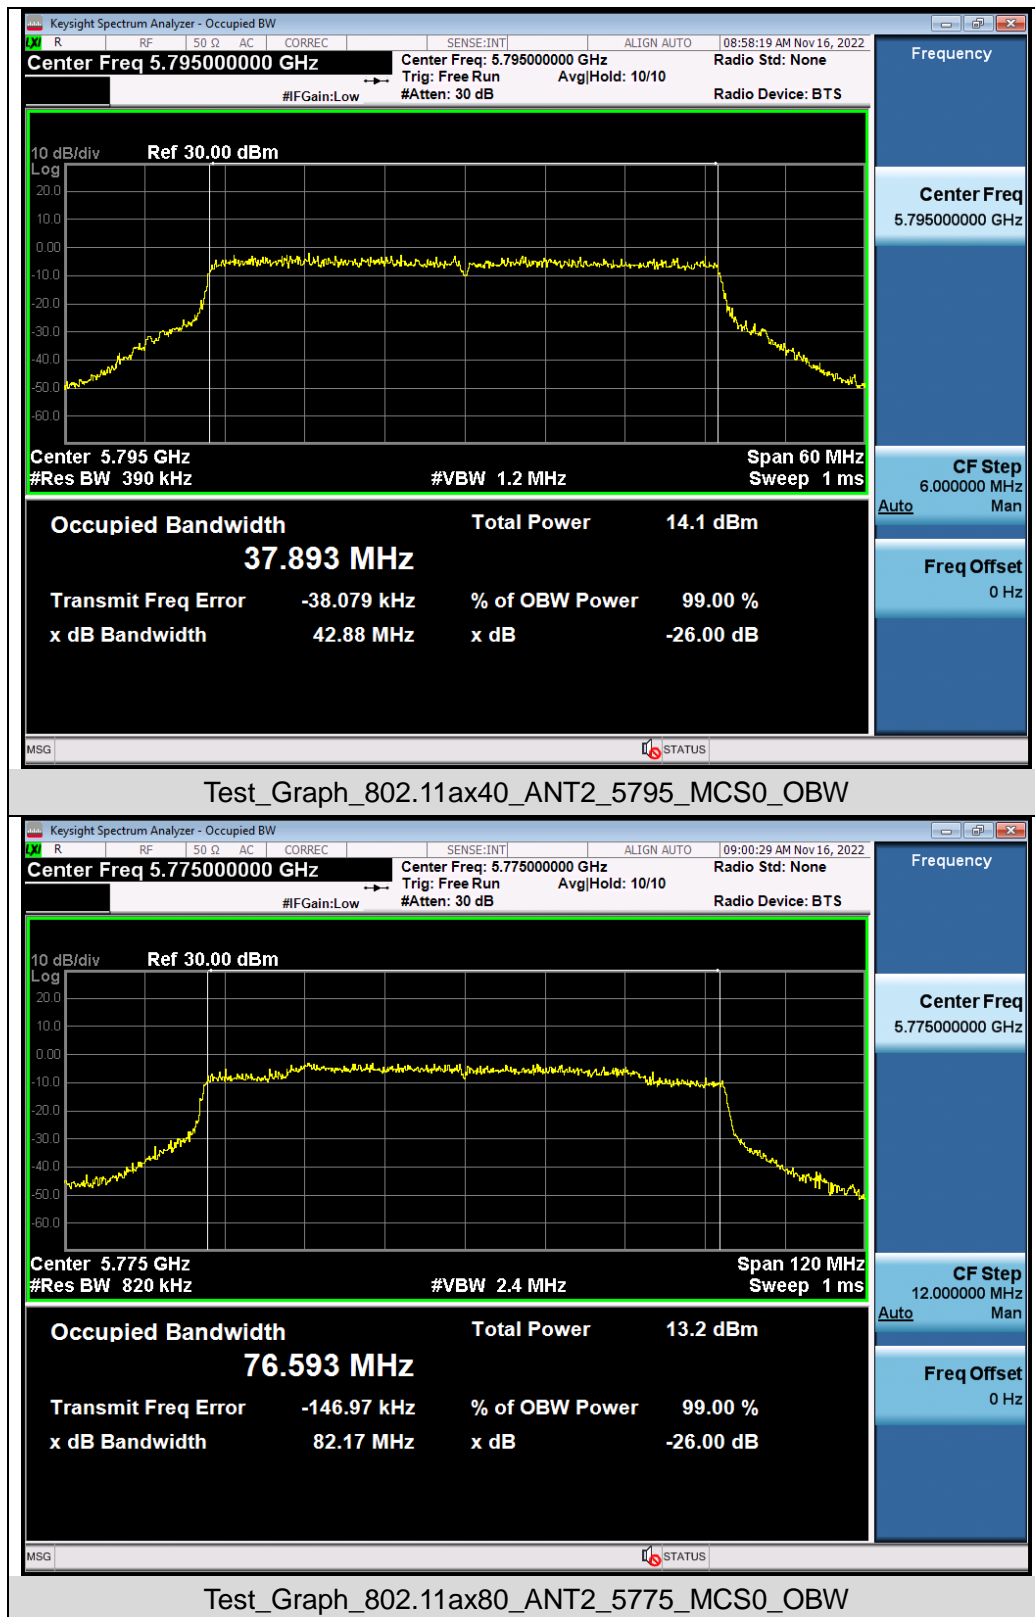 Keysight Spectrum Analyzer - Occupied BW
LXI R RF 50 Ω AC CORREC SENSE:INT ALIGN AUTO 08:58:19 AM Nov 16, 2022
Center Freq 5.795000000 GHz
Center Freq: 5.795000000 GHz
Radio Std: None
Trig: Free Run Avg|Hold: 10/10
#IFGain:Low
#Atten: 30 dB
Radio Device: BTS
Frequency
10 dB/div Ref 30.00 dBm
Log
20.0
10.0
0.00
-10.0
-20.0
-30.0
-40.0
-50.0
-60.0
Center Freq
5.795000000 GHz
Center 5.795 GHz Span 60 MHz
#Res BW 390 kHz #VBW 1.2 MHz Sweep 1 ms
CF Step
6.000000 MHz
Auto Man
Occupied Bandwidth Total Power 14.1 dBm
37.893 MHz
Freq Offset
0 Hz
Transmit Freq Error -38.079 kHz % of OBW Power 99.00 %
x dB Bandwidth 42.88 MHz x dB -26.00 dB
MSG STATUS
Test_Graph_802.11ax40_ANT2_5795_MCS0_OBW
Keysight Spectrum Analyzer - Occupied BW
LXI R RF 50 Ω AC CORREC SENSE:INT ALIGN AUTO 09:00:29 AM Nov 16, 2022
Center Freq 5.775000000 GHz
Center Freq: 5.775000000 GHz
Radio Std: None
Trig: Free Run Avg|Hold: 10/10
#IFGain:Low
#Atten: 30 dB
Radio Device: BTS
Frequency
10 dB/div Ref 30.00 dBm
Log
20.0
10.0
0.00
-10.0
-20.0
-30.0
-40.0
-50.0
-60.0
Center Freq
5.775000000 GHz
Center 5.775 GHz Span 120 MHz
#Res BW 820 kHz #VBW 2.4 MHz Sweep 1 ms
CF Step
12.000000 MHz
Auto Man
Occupied Bandwidth Total Power 13.2 dBm
76.593 MHz
Freq Offset
0 Hz
Transmit Freq Error -146.97 kHz % of OBW Power 99.00 %
x dB Bandwidth 82.17 MHz x dB -26.00 dB
MSG STATUS
Test_Graph_802.11ax80_ANT2_5775_MCS0_OBW